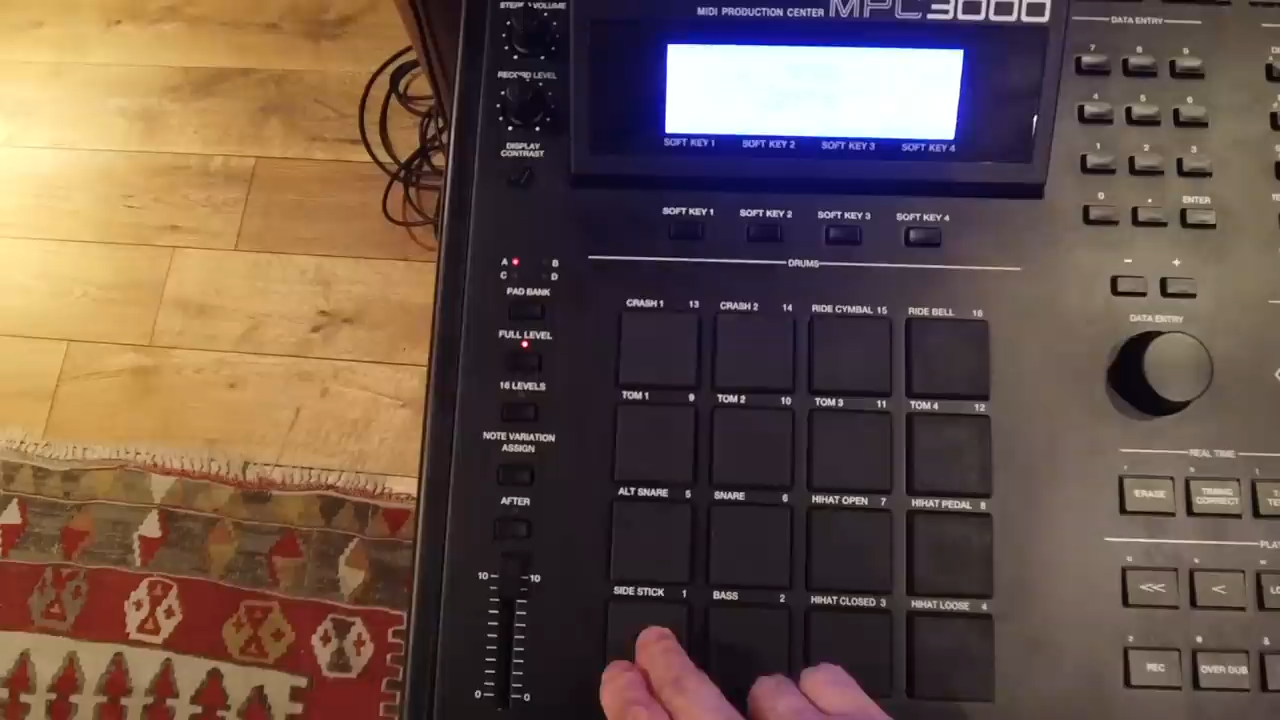 STEREO VOLUME
MIDI PRODUCTION CENTER MPC3000
DATA ENTRY
RECORD LEVEL
7 8 9
4 5 6
DISPLAY CONTRAST
SOFT KEY 1 SOFT KEY 2 SOFT KEY 3 SOFT KEY 4
1 2 3
0 . ENTER
SOFT KEY 1 SOFT KEY 2 SOFT KEY 3 SOFT KEY 4
A B
C D
DRUMS
- +
PAD BANK
CRASH 1 13 CRASH 2 14 RIDE CYMBAL 15 RIDE BELL 16
DATA ENTRY
FULL LEVEL
16 LEVELS
TOM 1 9 TOM 2 10 TOM 3 11 TOM 4 12
NOTE VARIATION
ASSIGN
REAL TIME
ERASE TIMING CORRECT
AFTER
ALT SNARE 5 SNARE 6 HIHAT OPEN 7 HIHAT PEDAL 8
10 10
<< <
SIDE STICK 1 BASS 2 HIHAT CLOSED 3 HIHAT LOOSE 4
REC OVER DUB
0 0